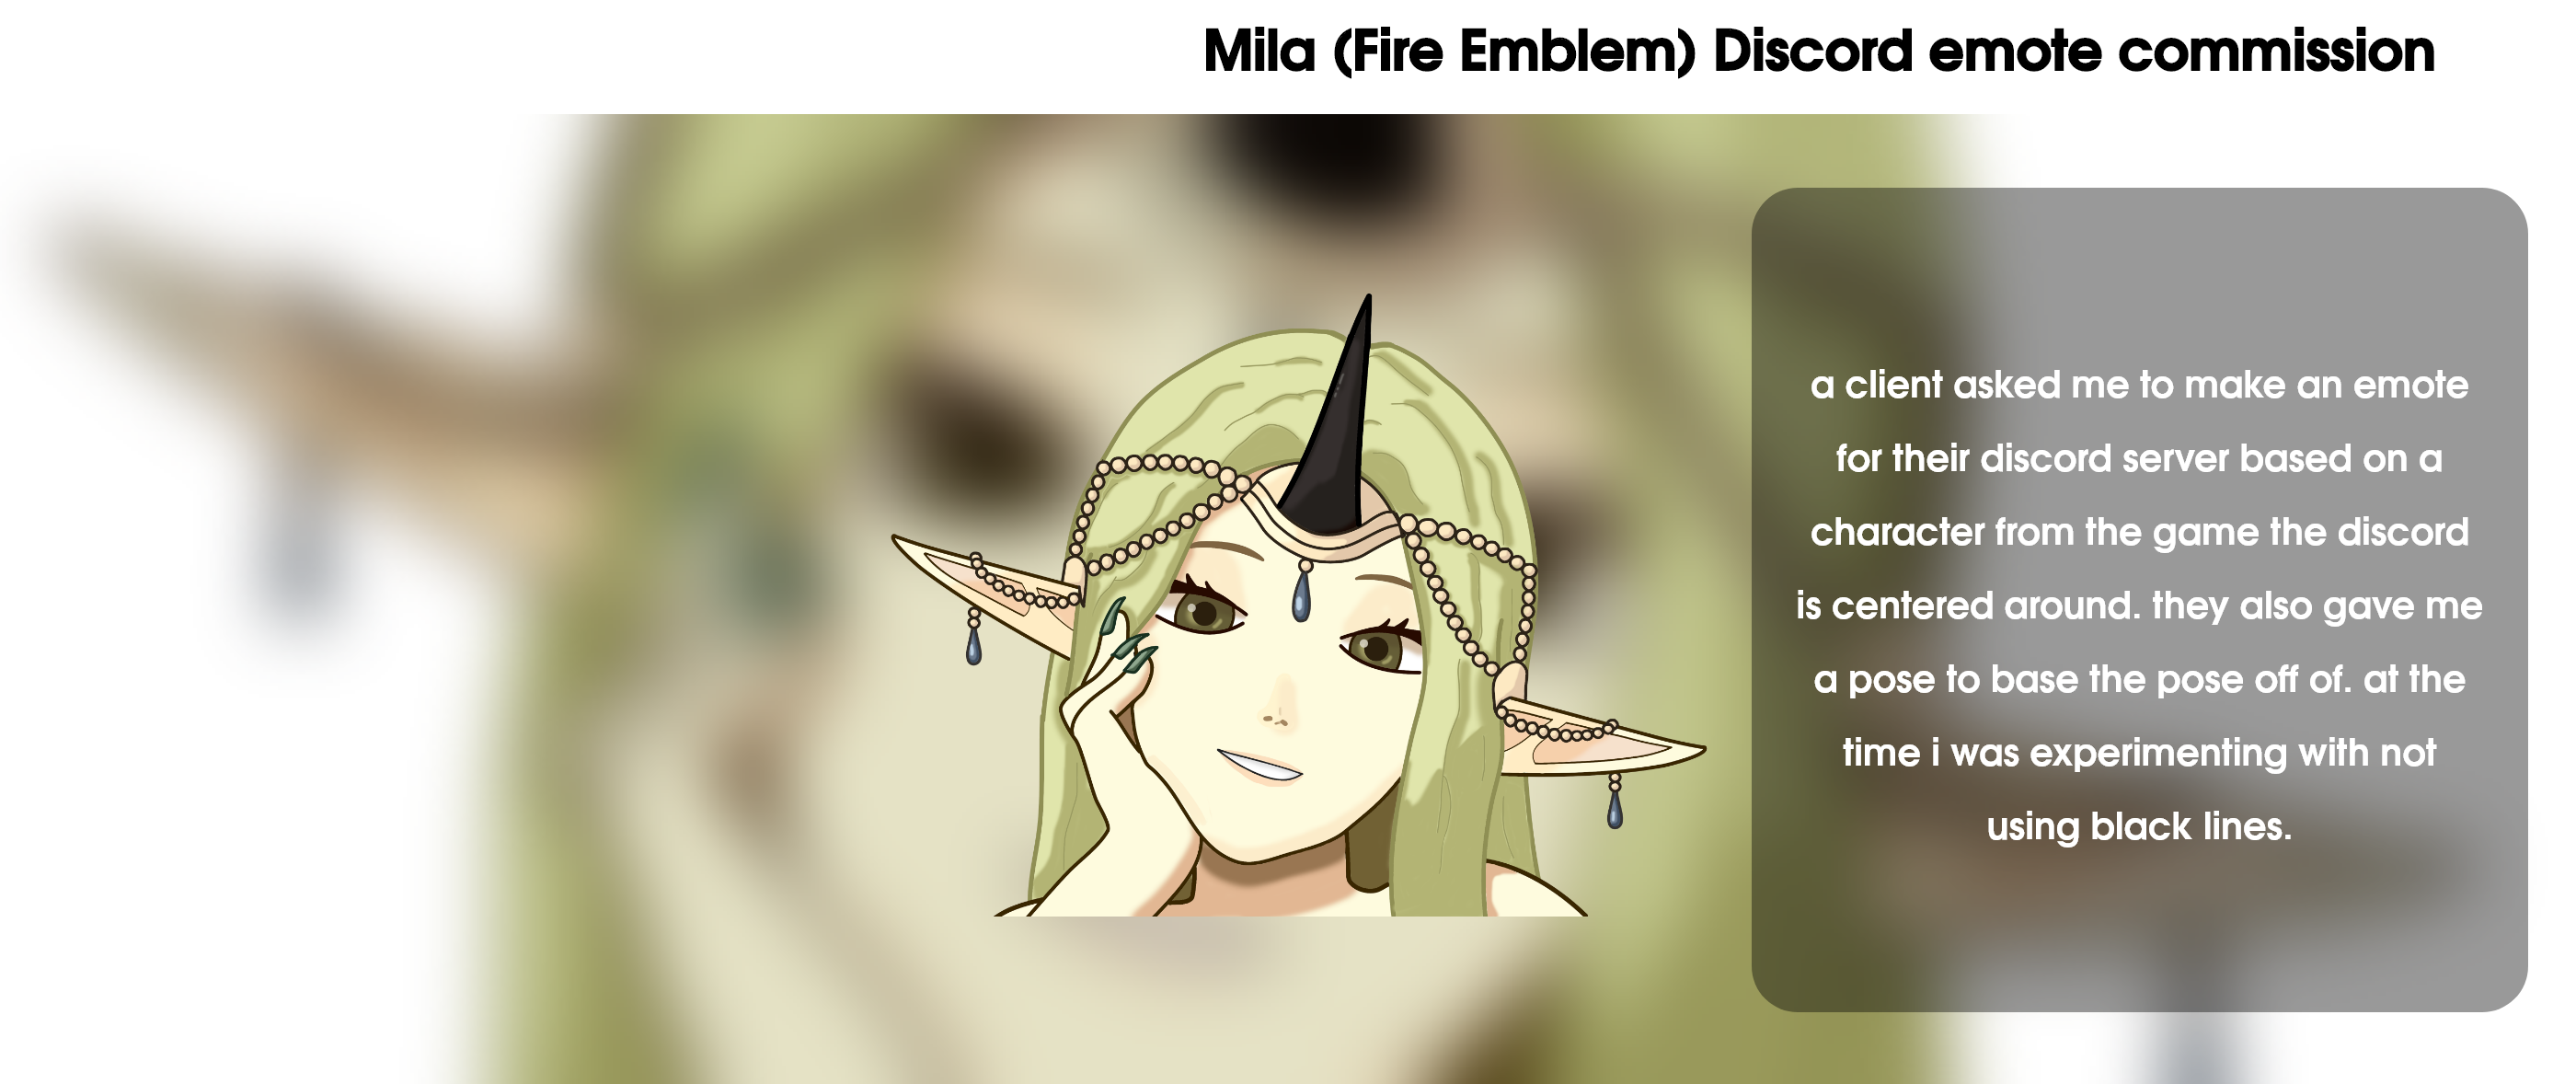 Mila (Fire Emblem) Discord emote commission
a client asked me to make an emote
for their discord server based on a
character from the game the discord
is centered around. they also gave me
a pose to base the pose off of. at the
time i was experimenting with not
using black lines.